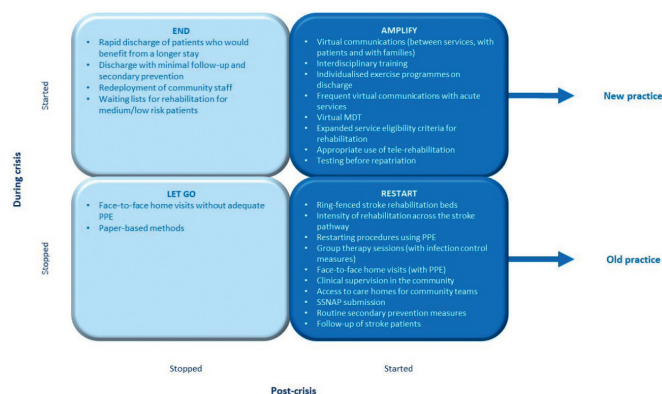 END
• Rapid discharge of patients who would
benefit from a longer stay
• Discharge with minimal follow-up and
secondary prevention
• Redeployment of community staff
• Waiting lists for rehabilitation for
medium/low risk patients
AMPLIFY
• Virtual communications (between services, with
patients and with families)
• Interdisciplinary training
• Individualised exercise programmes on
discharge
• Frequent virtual communications with acute
services
• Virtual MDT
• Expanded service eligibility criteria for
rehabilitation
• Appropriate use of tele-rehabilitation
• Testing before repatriation
New practice
Started
During crisis
LET GO
• Face-to-face home visits without adequate
PPE
• Paper-based methods
RESTART
• Ring-fenced stroke rehabilitation beds
• Intensity of rehabilitation across the stroke
pathway
• Restarting procedures using PPE
• Group therapy sessions (with infection control
measures)
• Face-to-face home visits (with PPE)
• Clinical supervision in the community
• Access to care homes for community teams
• SSNAP submission
• Routine secondary prevention measures
• Follow-up of stroke patients
Old practice
Stopped
Stopped
Started
Post-crisis